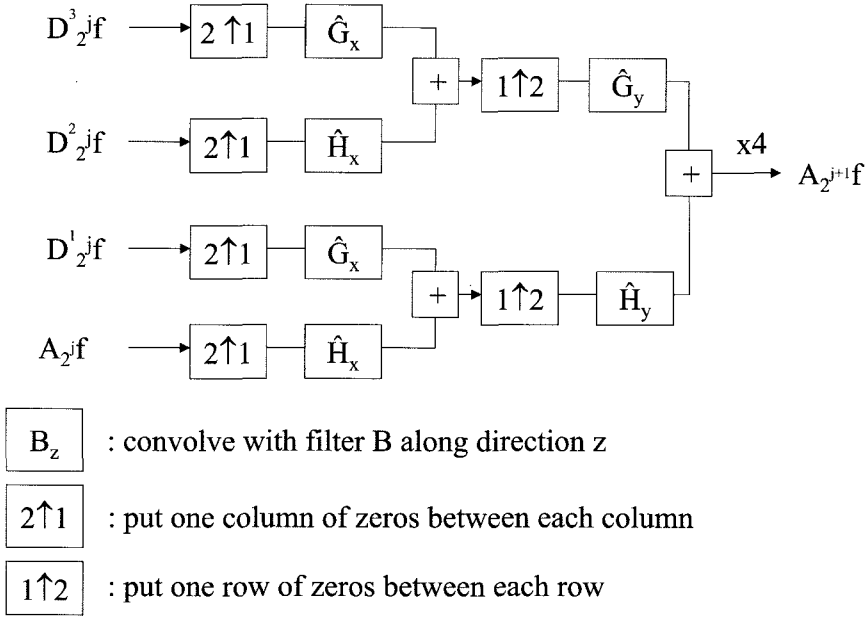 D³₂ʲf 2↑1 Ĝₓ
+ 1↑2 Ĝᵧ
D²₂ʲf 2↑1 Ĥₓ
+ x4 A₂ʲ⁺¹f
D¹₂ʲf 2↑1 Ĝₓ
+ 1↑2 Ĥᵧ
A₂ʲf 2↑1 Ĥₓ
B_z : convolve with filter B along direction z
2↑1 : put one column of zeros between each column
1↑2 : put one row of zeros between each row